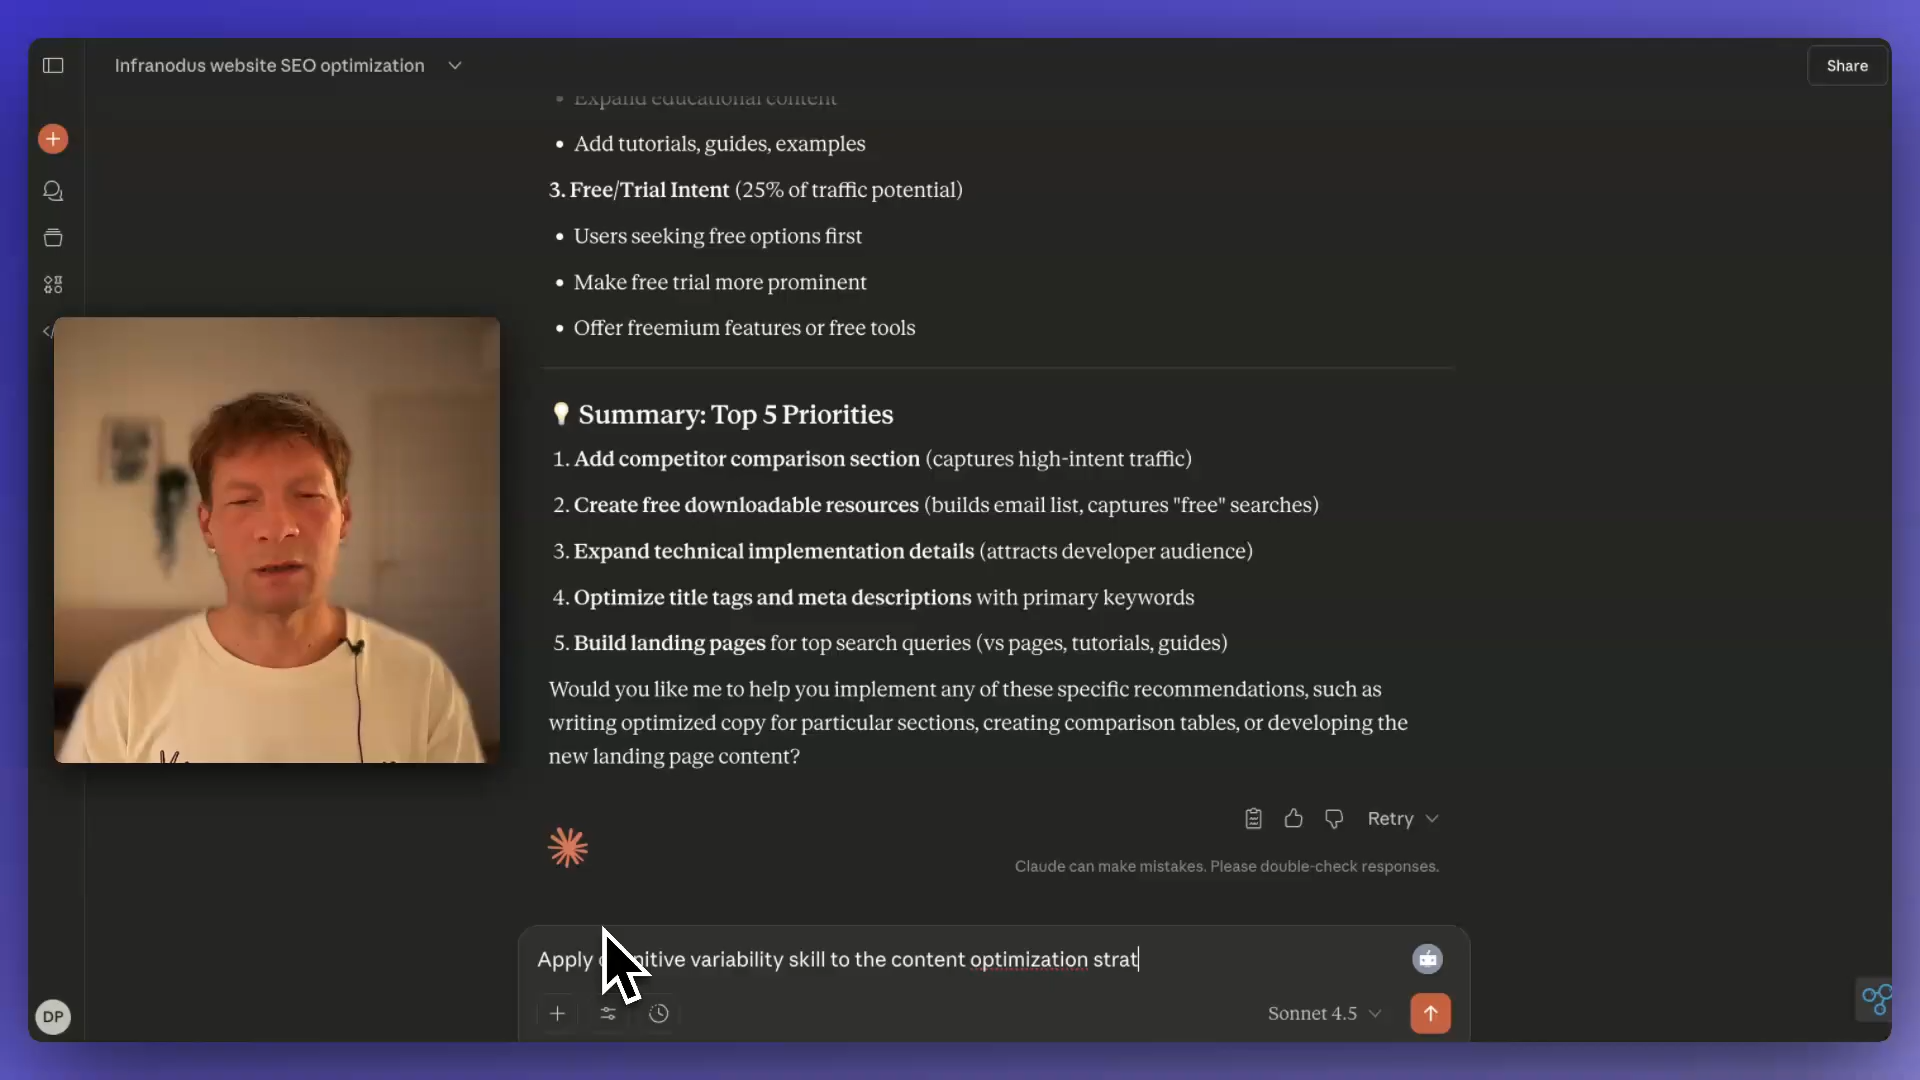 Infranodus website SEO optimization
Share
Expand educational content
Add tutorials, guides, examples
3. Free/Trial Intent (25% of traffic potential)
Users seeking free options first
Make free trial more prominent
Offer freemium features or free tools
Summary: Top 5 Priorities
1. Add competitor comparison section (captures high-intent traffic)
2. Create free downloadable resources (builds email list, captures "free" searches)
3. Expand technical implementation details (attracts developer audience)
4. Optimize title tags and meta descriptions with primary keywords
5. Build landing pages for top search queries (vs pages, tutorials, guides)
Would you like me to help you implement any of these specific recommendations, such as
writing optimized copy for particular sections, creating comparison tables, or developing the
new landing page content?
Retry
Claude can make mistakes. Please double-check responses.
Apply cognitive variability skill to the content optimization strat
Sonnet 4.5
DP